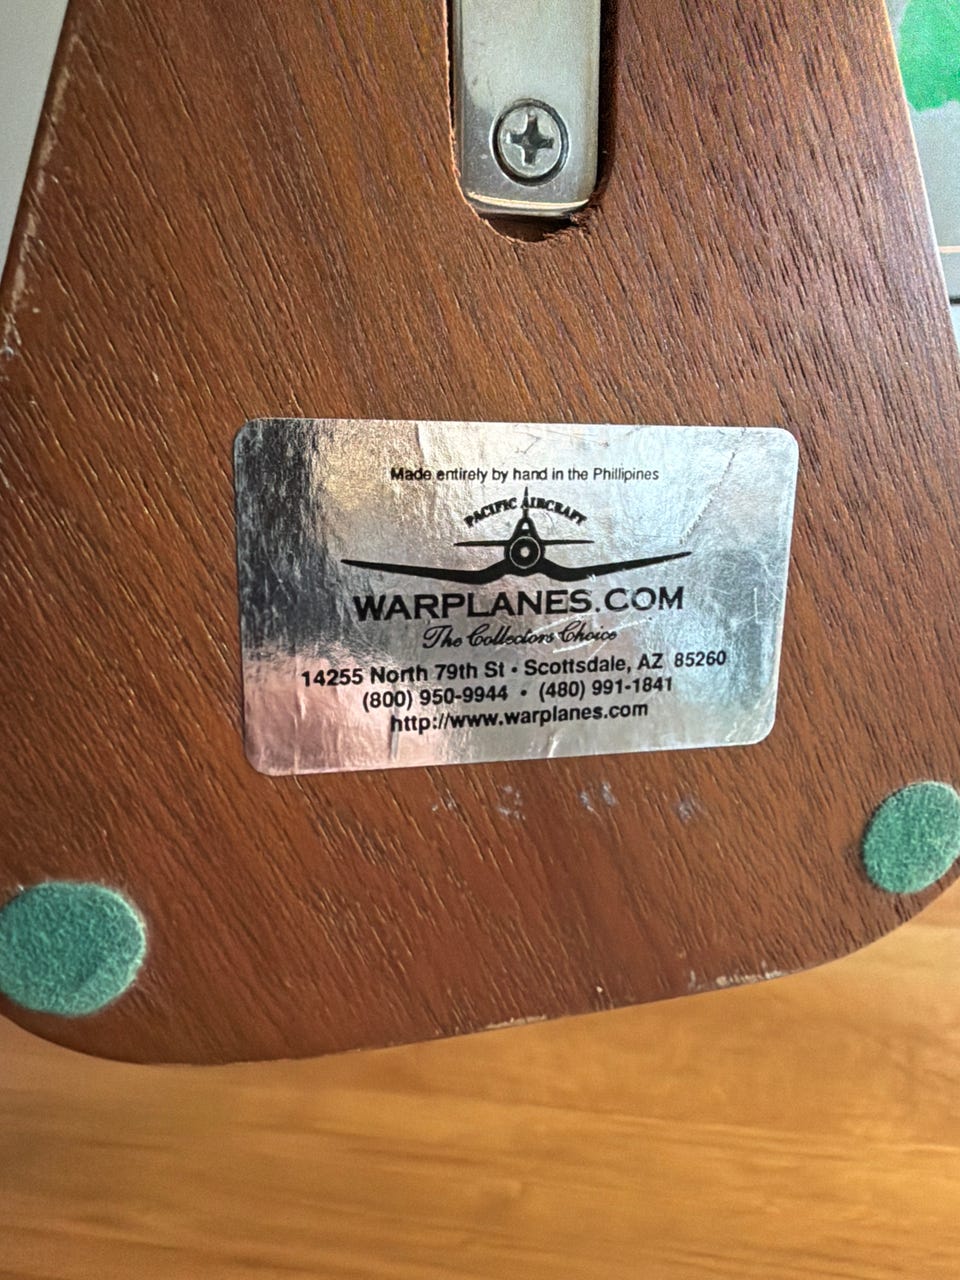 Made entirely by hand in the Phillipines
PACIFIC AIRCRAFT
WARPLANES.COM
The Collectors Choice
14255 North 79th St • Scottsdale, AZ 85260
(800) 950-9944 • (480) 991-1841
http://www.warplanes.com